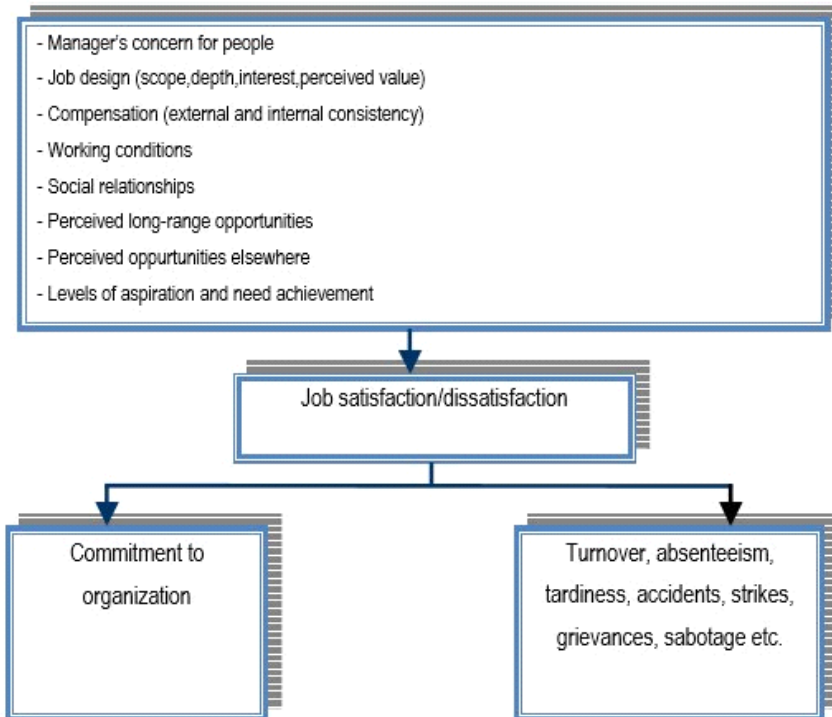 - Manager's concern for people
- Job design (scope,depth,interest,perceived value)
- Compensation (external and internal consistency)
- Working conditions
- Social relationships
- Perceived long-range opportunities
- Perceived oppurtunities elsewhere
- Levels of aspiration and need achievement
Job satisfaction/dissatisfaction
Commitment to
organization
Turnover, absenteeism,
tardiness, accidents, strikes,
grievances, sabotage etc.